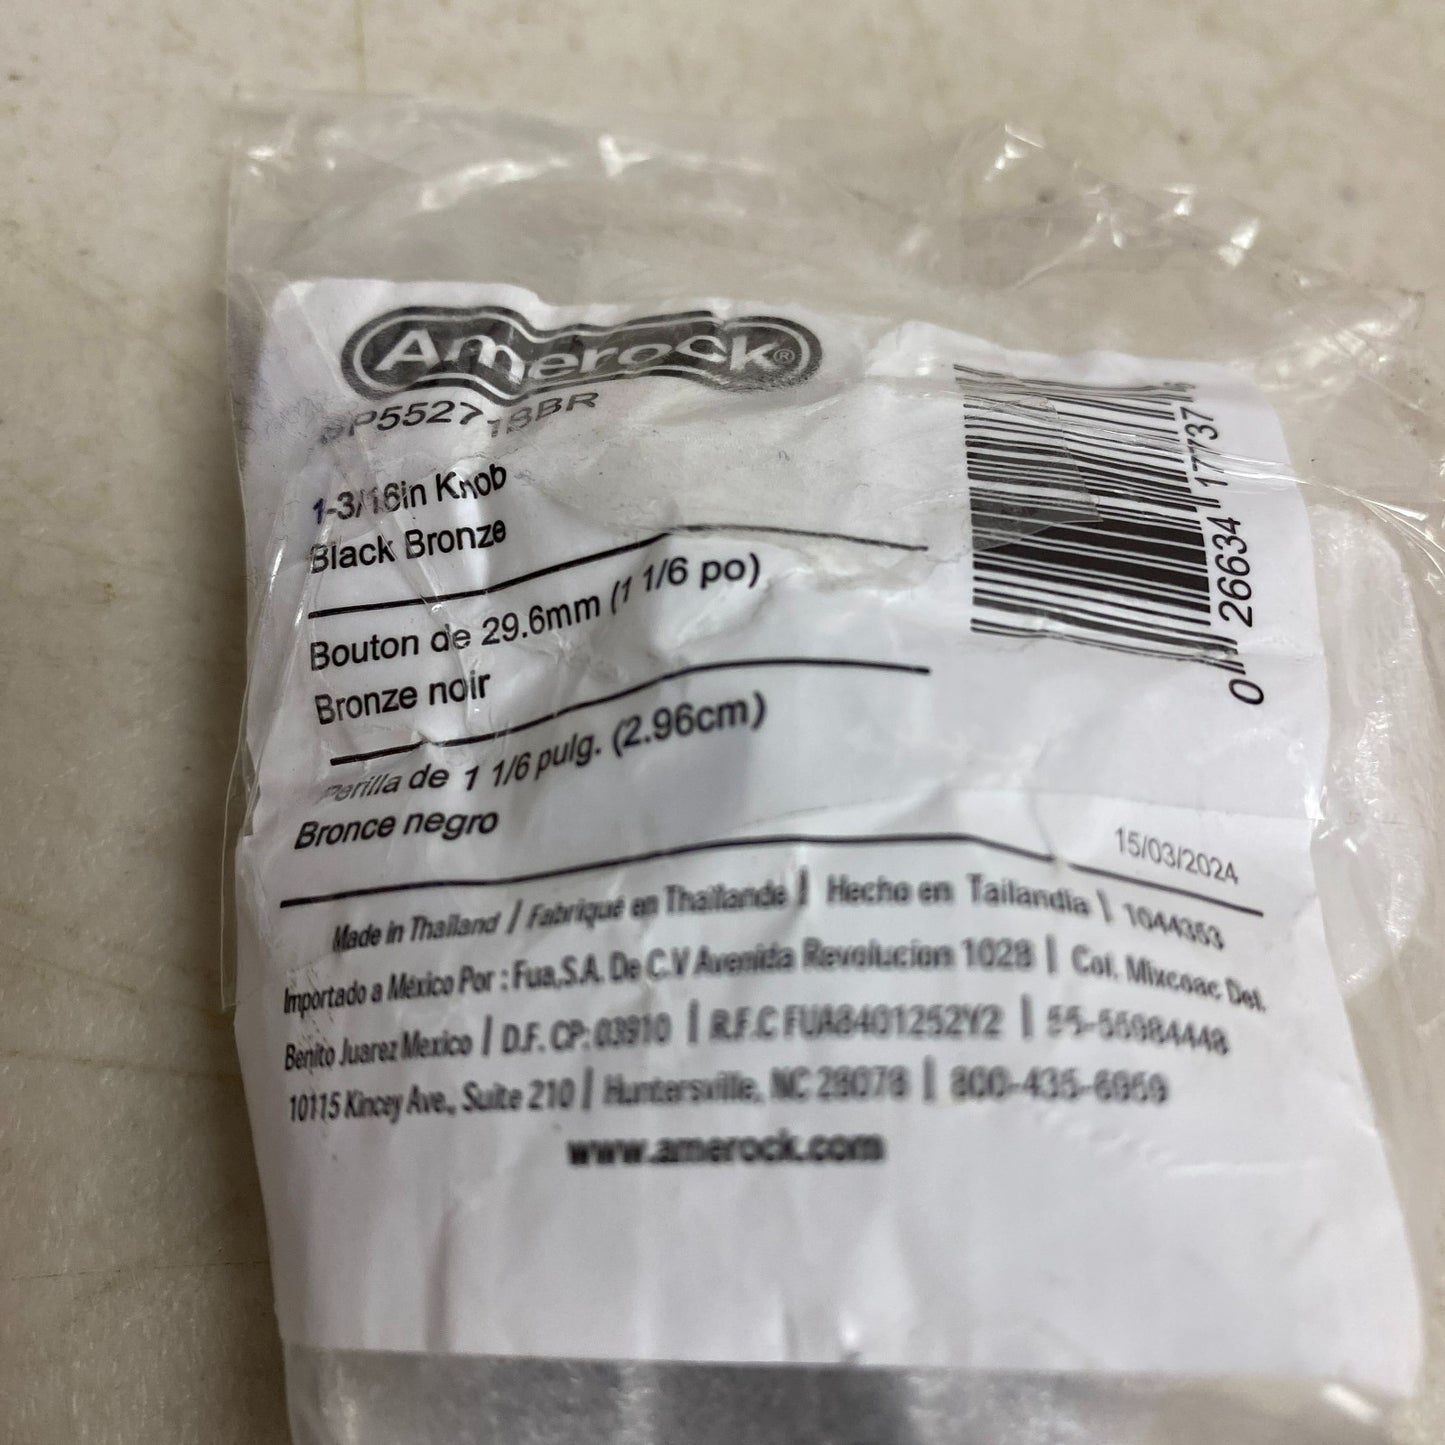 Amerock®
1-3/16in Knob
Black Bronze
Bouton de 29.6mm (1 1/6 po)
Bronze noir
Perilla de 1 1/6 pulg. (2.96cm)
Bronce negro
0 26634 17737
15/03/2024
Made in Thailand / Fabriqué en Thaïlande / Hecho en Tailandia | 1044353
Importado a México Por : Fua,S.A. De C.V Avenida Revolucion 1028 | Col. Mixcoac Del.
Benito Juarez Mexico | D.F. CP: 03910 | R.F.C FUA8401252Y2 | 55-55984448
10115 Kincey Ave., Suite 210 | Huntersville, NC 28078 | 800-435-6959
www.amerock.com